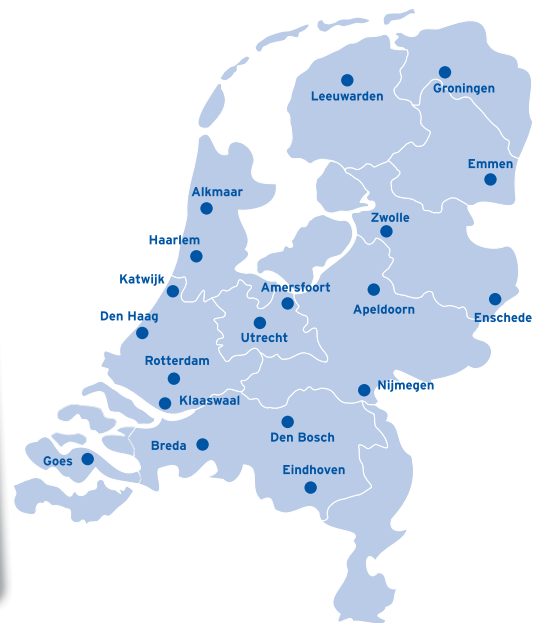 Groningen
Leeuwarden
Emmen
Alkmaar
Zwolle
Haarlem
Katwijk
Amersfoort
Apeldoorn
Den Haag
Enschede
Utrecht
Rotterdam
Nijmegen
Klaaswaal
Den Bosch
Breda
Goes
Eindhoven